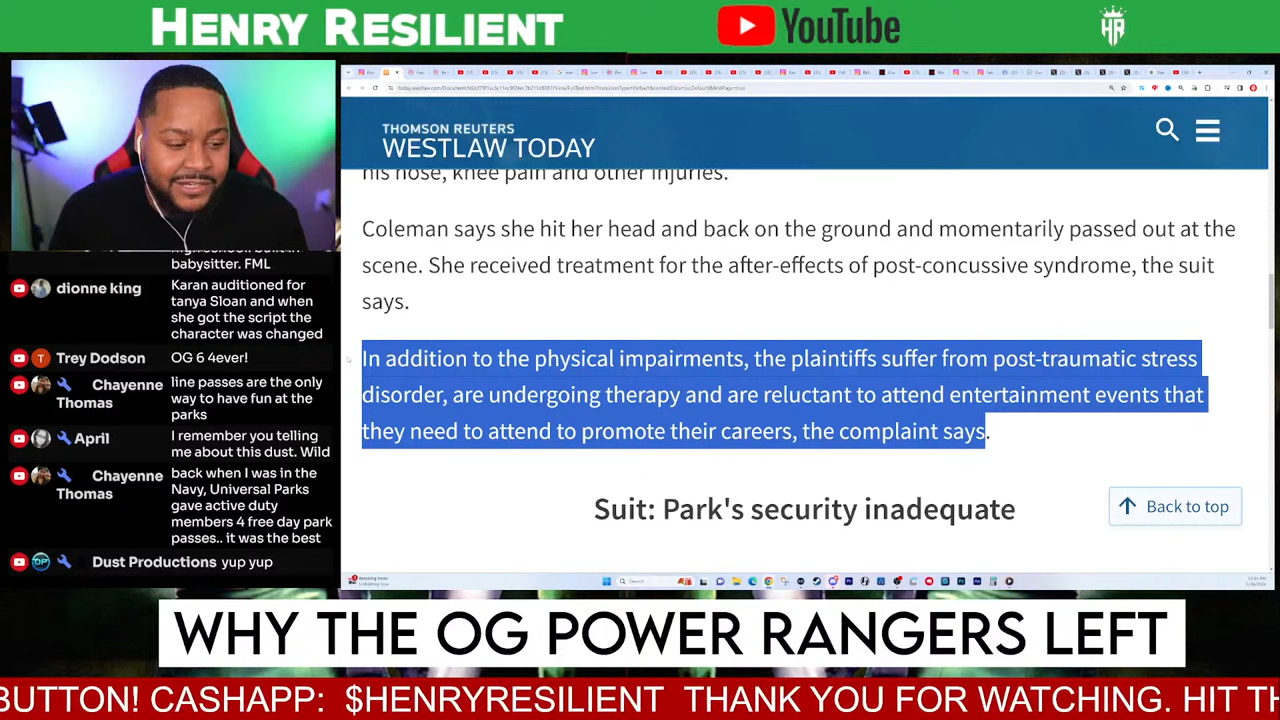 HENRY RESILIENT
YouTube
HR
THOMSON REUTERS
WESTLAW TODAY
his nose, knee pain and other injuries.
Coleman says she hit her head and back on the ground and momentarily passed out at the
scene. She received treatment for the after-effects of post-concussive syndrome, the suit
says.
In addition to the physical impairments, the plaintiffs suffer from post-traumatic stress
disorder, are undergoing therapy and are reluctant to attend entertainment events that
they need to attend to promote their careers, the complaint says.
Suit: Park's security inadequate
Back to top
Search
babysitter. FML
dionne king
Karan auditioned for
tanya Sloan and when
she got the script the
character was changed
T
Trey Dodson
OG 6 4ever!
Chayenne
Thomas
line passes are the only
way to have fun at the
parks
April
I remember you telling
me about this dust. Wild
Chayenne
Thomas
back when I was in the
Navy, Universal Parks
gave active duty
members 4 free day park
passes.. it was the best
DP
Dust Productions
yup yup
WHY THE OG POWER RANGERS LEFT
BUTTON! CASHAPP: $HENRYRESILIENT THANK YOU FOR WATCHING. HIT TH